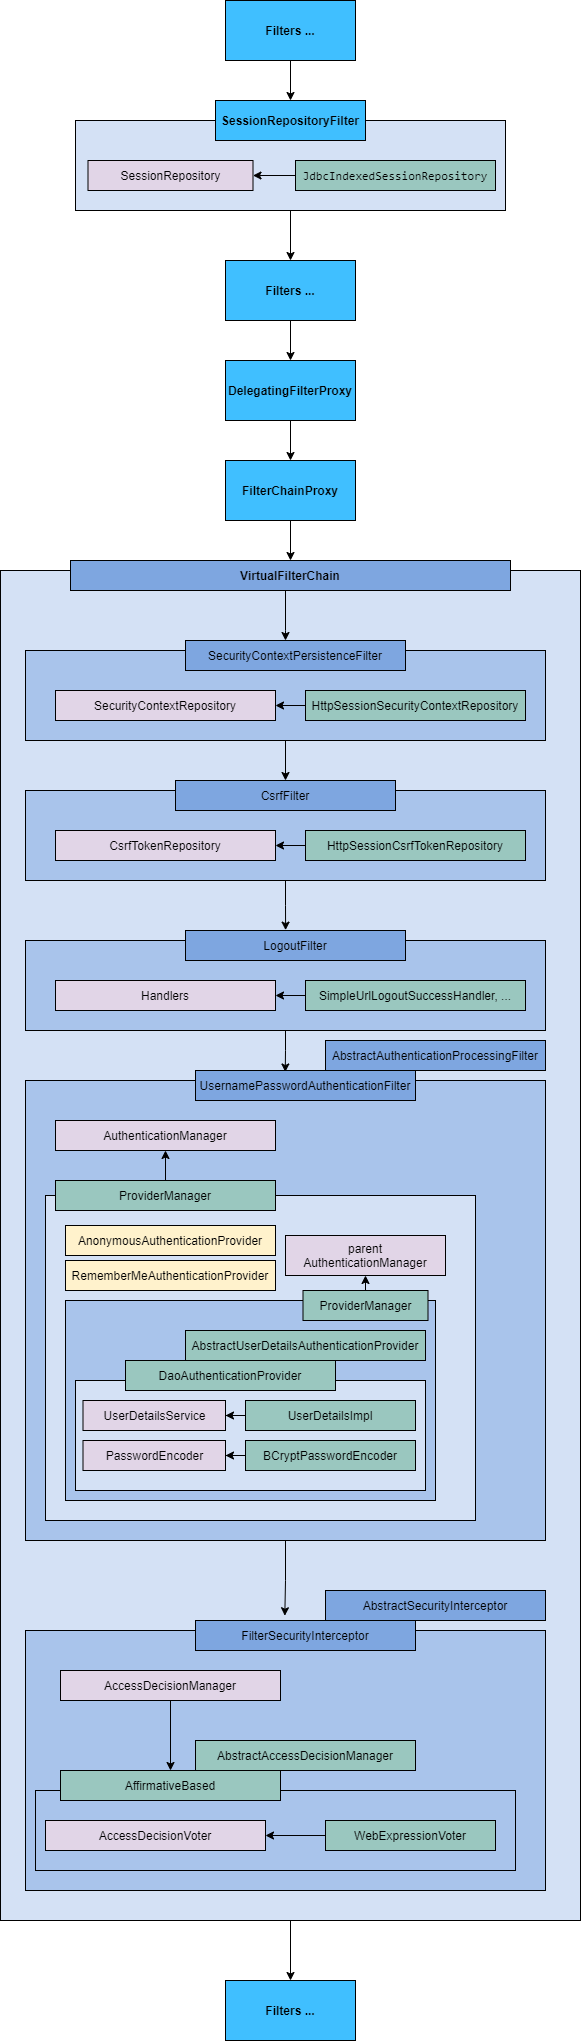 Filters ...
SessionRepositoryFilter
SessionRepository
JdbcIndexedSessionRepository
Filters ...
DelegatingFilterProxy
FilterChainProxy
VirtualFilterChain
SecurityContextPersistenceFilter
SecurityContextRepository
HttpSessionSecurityContextRepository
CsrfFilter
CsrfTokenRepository
HttpSessionCsrfTokenRepository
LogoutFilter
Handlers
SimpleUrlLogoutSuccessHandler, ...
AbstractAuthenticationProcessingFilter
UsernamePasswordAuthenticationFilter
AuthenticationManager
ProviderManager
AnonymousAuthenticationProvider
parent
AuthenticationManager
RememberMeAuthenticationProvider
ProviderManager
AbstractUserDetailsAuthenticationProvider
DaoAuthenticationProvider
UserDetailsService
UserDetailsImpl
PasswordEncoder
BCryptPasswordEncoder
AbstractSecurityInterceptor
FilterSecurityInterceptor
AccessDecisionManager
AbstractAccessDecisionManager
AffirmativeBased
AccessDecisionVoter
WebExpressionVoter
Filters ...